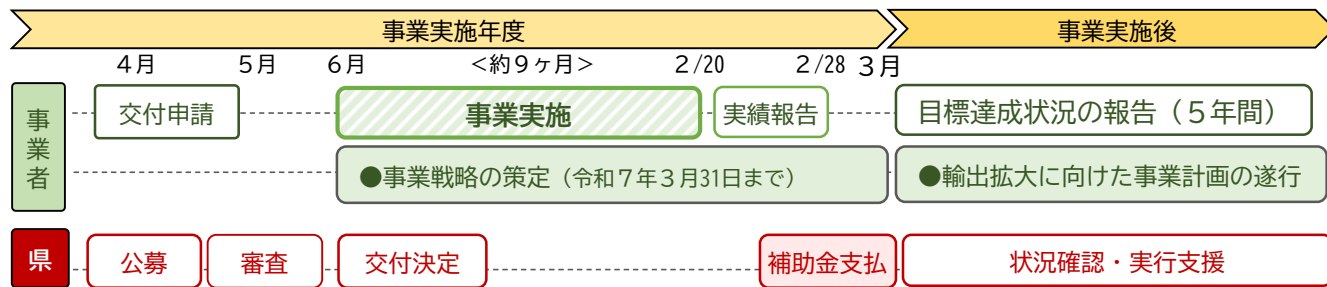 事業実施年度
事業実施後
４月
５月
６月
<約９ヶ月>
２/20
２/28
３月
事業者
交付申請
事業実施
実績報告
目標達成状況の報告（５年間）
●事業戦略の策定（令和７年３月31日まで）
●輸出拡大に向けた事業計画の遂行
県
公募
審査
交付決定
補助金支払
状況確認・実行支援